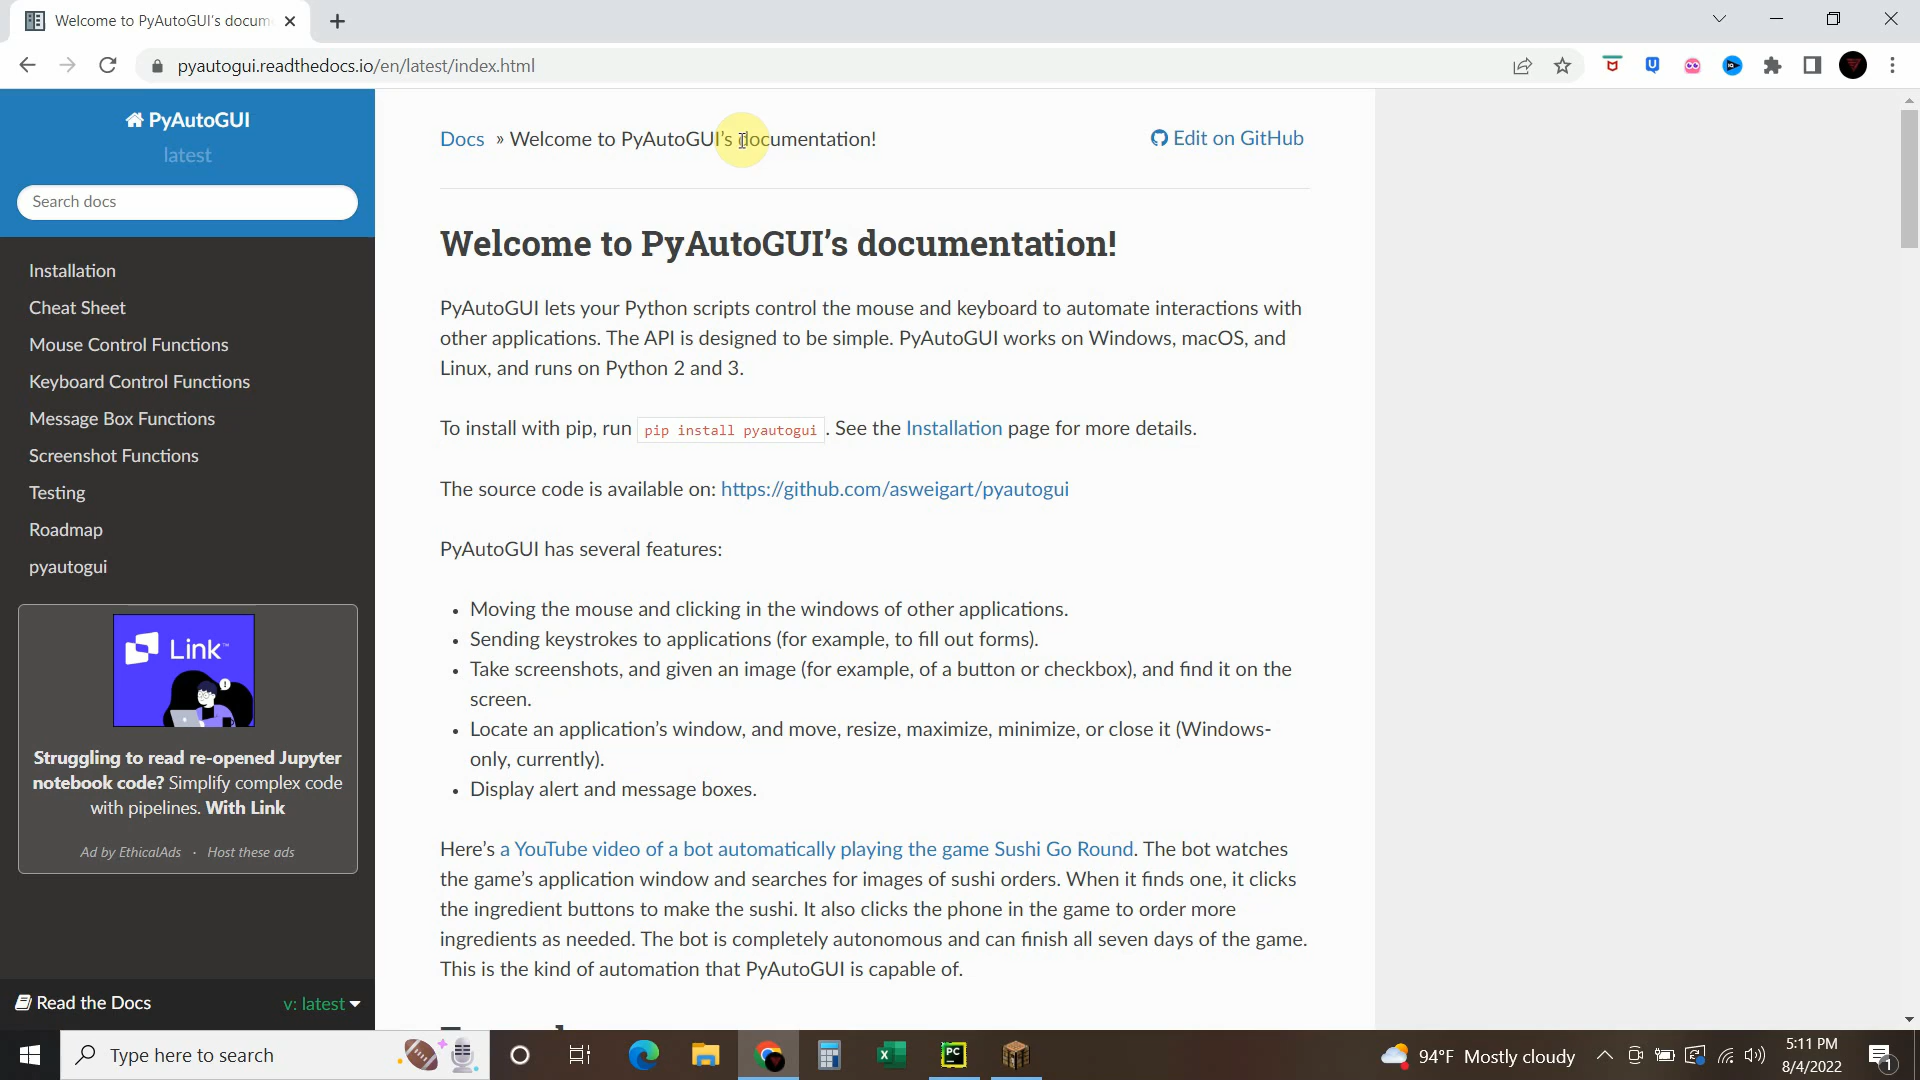 Welcome to PyAutoGUI's docum
pyautogui.readthedocs.io/en/latest/index.html
PyAutoGUI
latest
Search docs
Installation
Cheat Sheet
Mouse Control Functions
Keyboard Control Functions
Message Box Functions
Screenshot Functions
Testing
Roadmap
pyautogui
Link™
Struggling to read re-opened Jupyter
notebook code? Simplify complex code
with pipelines. With Link
Ad by EthicalAds · Host these ads
Read the Docs v: latest
Docs » Welcome to PyAutoGUI's documentation!
Edit on GitHub
Welcome to PyAutoGUI's documentation!
PyAutoGUI lets your Python scripts control the mouse and keyboard to automate interactions with
other applications. The API is designed to be simple. PyAutoGUI works on Windows, macOS, and
Linux, and runs on Python 2 and 3.
To install with pip, run pip install pyautogui . See the Installation page for more details.
The source code is available on: https://github.com/asweigart/pyautogui
PyAutoGUI has several features:
• Moving the mouse and clicking in the windows of other applications.
• Sending keystrokes to applications (for example, to fill out forms).
• Take screenshots, and given an image (for example, of a button or checkbox), and find it on the
screen.
• Locate an application's window, and move, resize, maximize, minimize, or close it (Windows-
only, currently).
• Display alert and message boxes.
Here's a YouTube video of a bot automatically playing the game Sushi Go Round. The bot watches
the game's application window and searches for images of sushi orders. When it finds one, it clicks
the ingredient buttons to make the sushi. It also clicks the phone in the game to order more
ingredients as needed. The bot is completely autonomous and can finish all seven days of the game.
This is the kind of automation that PyAutoGUI is capable of.
Type here to search
PC
94°F Mostly cloudy
5:11 PM
8/4/2022
1